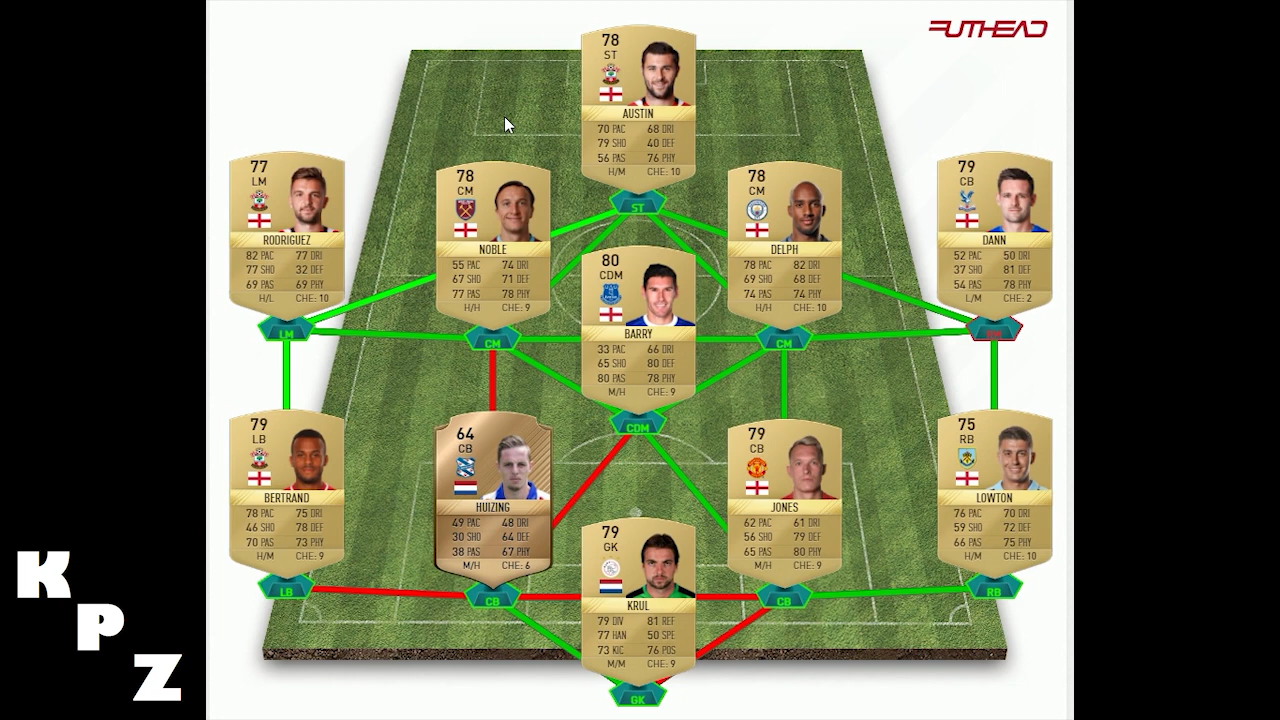 FUTHEAD
78
ST
AUSTIN
70 PAC 68 DRI
79 SHO 40 DEF
56 PAS 76 PHY
H/M CHE: 10
ST
77
LM
RODRIGUEZ
82 PAC 77 DRI
77 SHO 32 DEF
69 PAS 69 PHY
H/L CHE: 10
LM
78
CM
NOBLE
55 PAC 74 DRI
67 SHO 71 DEF
77 PAS 78 PHY
H/H CHE: 9
CM
78
CM
DELPH
78 PAC 82 DRI
69 SHO 68 DEF
74 PAS 74 PHY
H/H CHE: 10
CM
79
CB
DANN
52 PAC 50 DRI
37 SHO 81 DEF
54 PAS 78 PHY
L/M CHE: 2
80
CDM
BARRY
33 PAC 66 DRI
65 SHO 80 DEF
80 PAS 78 PHY
M/H CHE: 9
CDM
79
LB
BERTRAND
78 PAC 75 DRI
46 SHO 78 DEF
70 PAS 73 PHY
H/M CHE: 9
LB
64
CB
HUIZING
49 PAC 48 DRI
30 SHO 64 DEF
38 PAS 67 PHY
M/H CHE: 6
CB
79
CB
JONES
62 PAC 61 DRI
56 SHO 79 DEF
65 PAS 80 PHY
M/H CHE: 9
CB
75
RB
LOWTON
76 PAC 70 DRI
59 SHO 72 DEF
66 PAS 75 PHY
H/M CHE: 10
RB
79
GK
KRUL
79 DIV 81 REF
77 HAN 50 SPE
73 KIC 76 POS
M/M CHE: 9
GK
K
P
Z